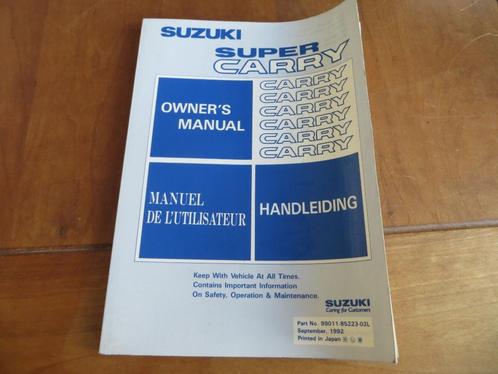 SUZUKI
SUPER
CARRY
CARRY
CARRY
CARRY
CARRY
CARRY
OWNER'S
MANUAL
MANUEL
DE L'UTILISATEUR
HANDLEIDING
Keep With Vehicle At All Times.
Contains Important Information
On Safety, Operation & Maintenance.
SUZUKI
Caring for Customers
Part No. 99011-85223-03L
September, 1992
Printed in Japan